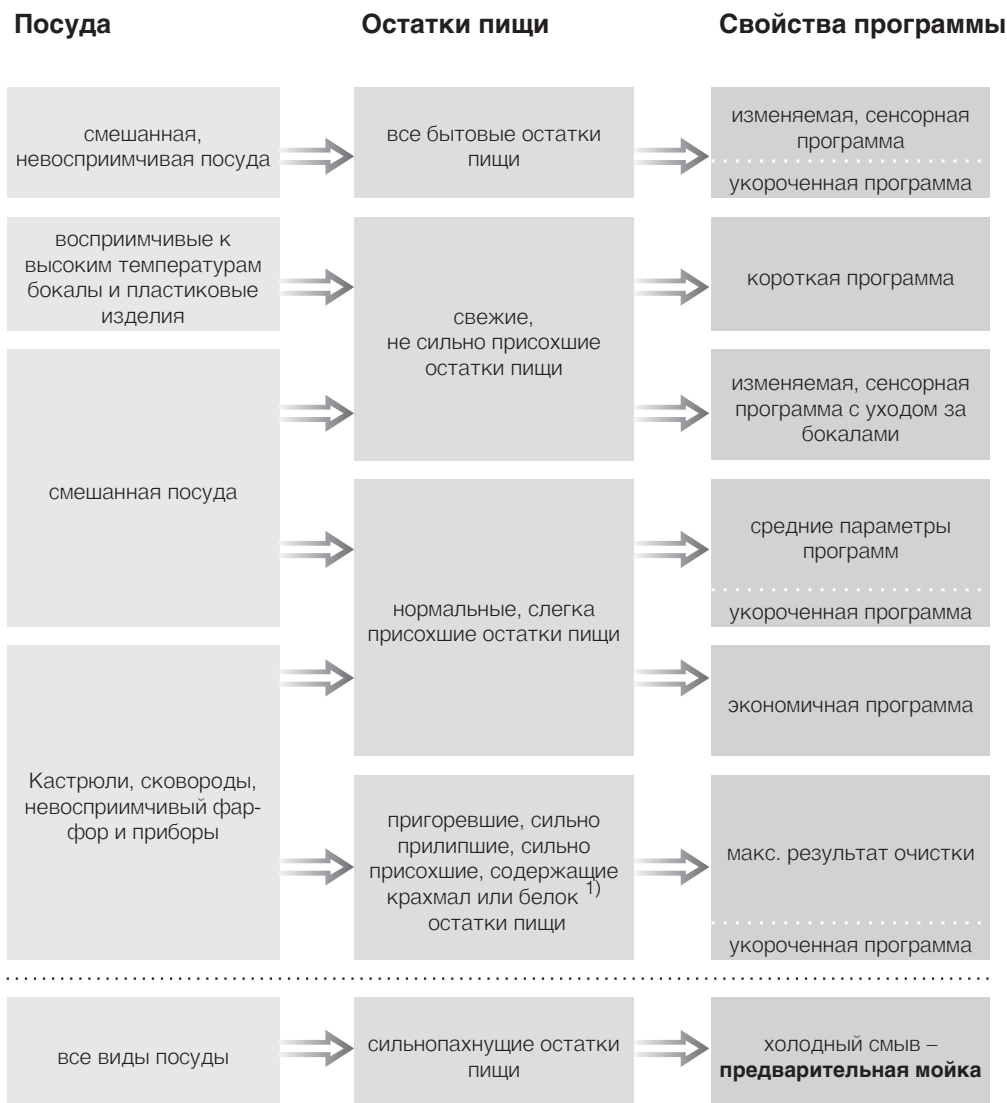 Посуда
Остатки пищи
Свойства программы
смешанная,
невосприимчивая посуда
все бытовые остатки
пищи
изменяемая, сенсорная
программа
укороченная программа
восприимчивые к
высоким температурам
бокалы и пластиковые
изделия
свежие,
не сильно присохшие
остатки пищи
короткая программа
смешанная посуда
изменяемая, сенсорная
программа с уходом за
бокалами
нормальные, слегка
присохшие остатки пищи
средние параметры
программ
укороченная программа
экономичная программа
Кастрюли, сковороды,
невосприимчивый фар-
фор и приборы
пригоревшие, сильно
прилипшие, сильно
присохшие, содержащие
крахмал или белок 1)
остатки пищи
макс. результат очистки
укороченная программа
все виды посуды
сильнопахнущие остатки
пищи
холодный смыв –
предварительная мойка